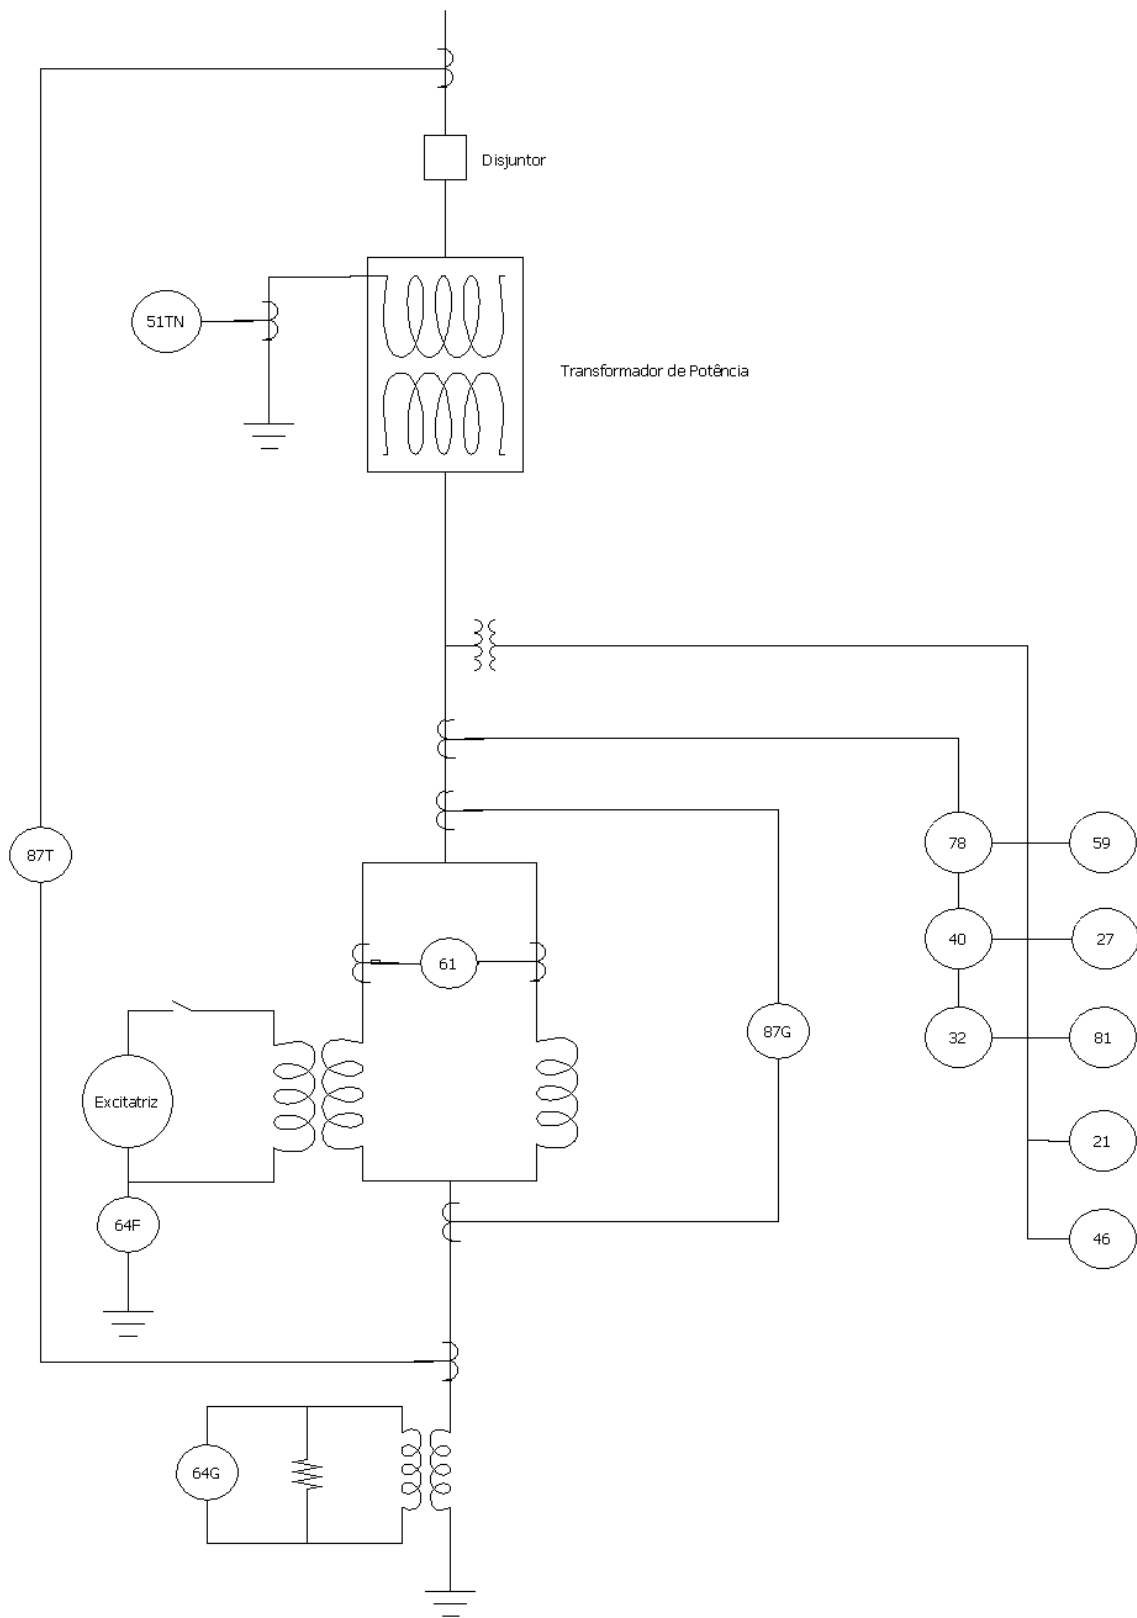 Disjuntor
51TN
Transformador de Potência
78
59
87T
40
27
61
87G
32
81
Excitatriz
21
64F
46
64G